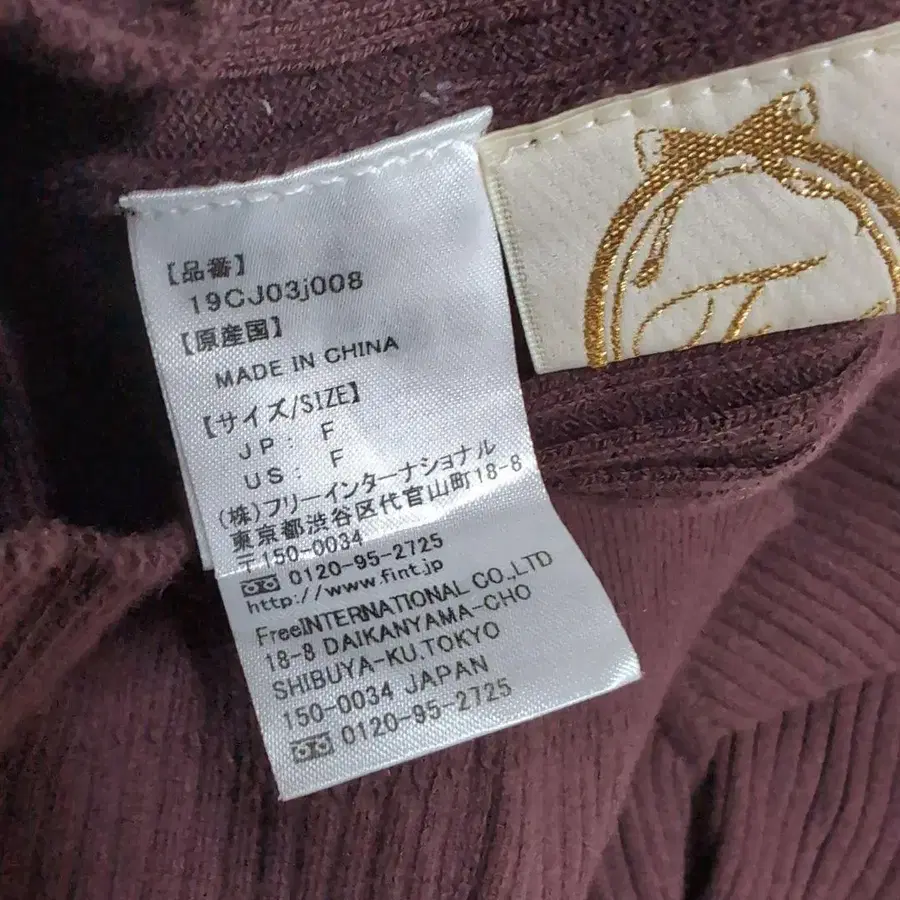 【品番】
19CJ03j008
【原産国】
MADE IN CHINA
【サイズ/SIZE】
JP: F
US: F
(株)フリーインターナショナル
東京都渋谷区代官山町18-8
〒150-0034
0120-95-2725
http://www.fint.jp
FreeINTERNATIONAL CO.,LTD
18-8 DAIKANYAMA-CHO
SHIBUYA-KU.TOKYO
150-0034 JAPAN
0120-95-2725